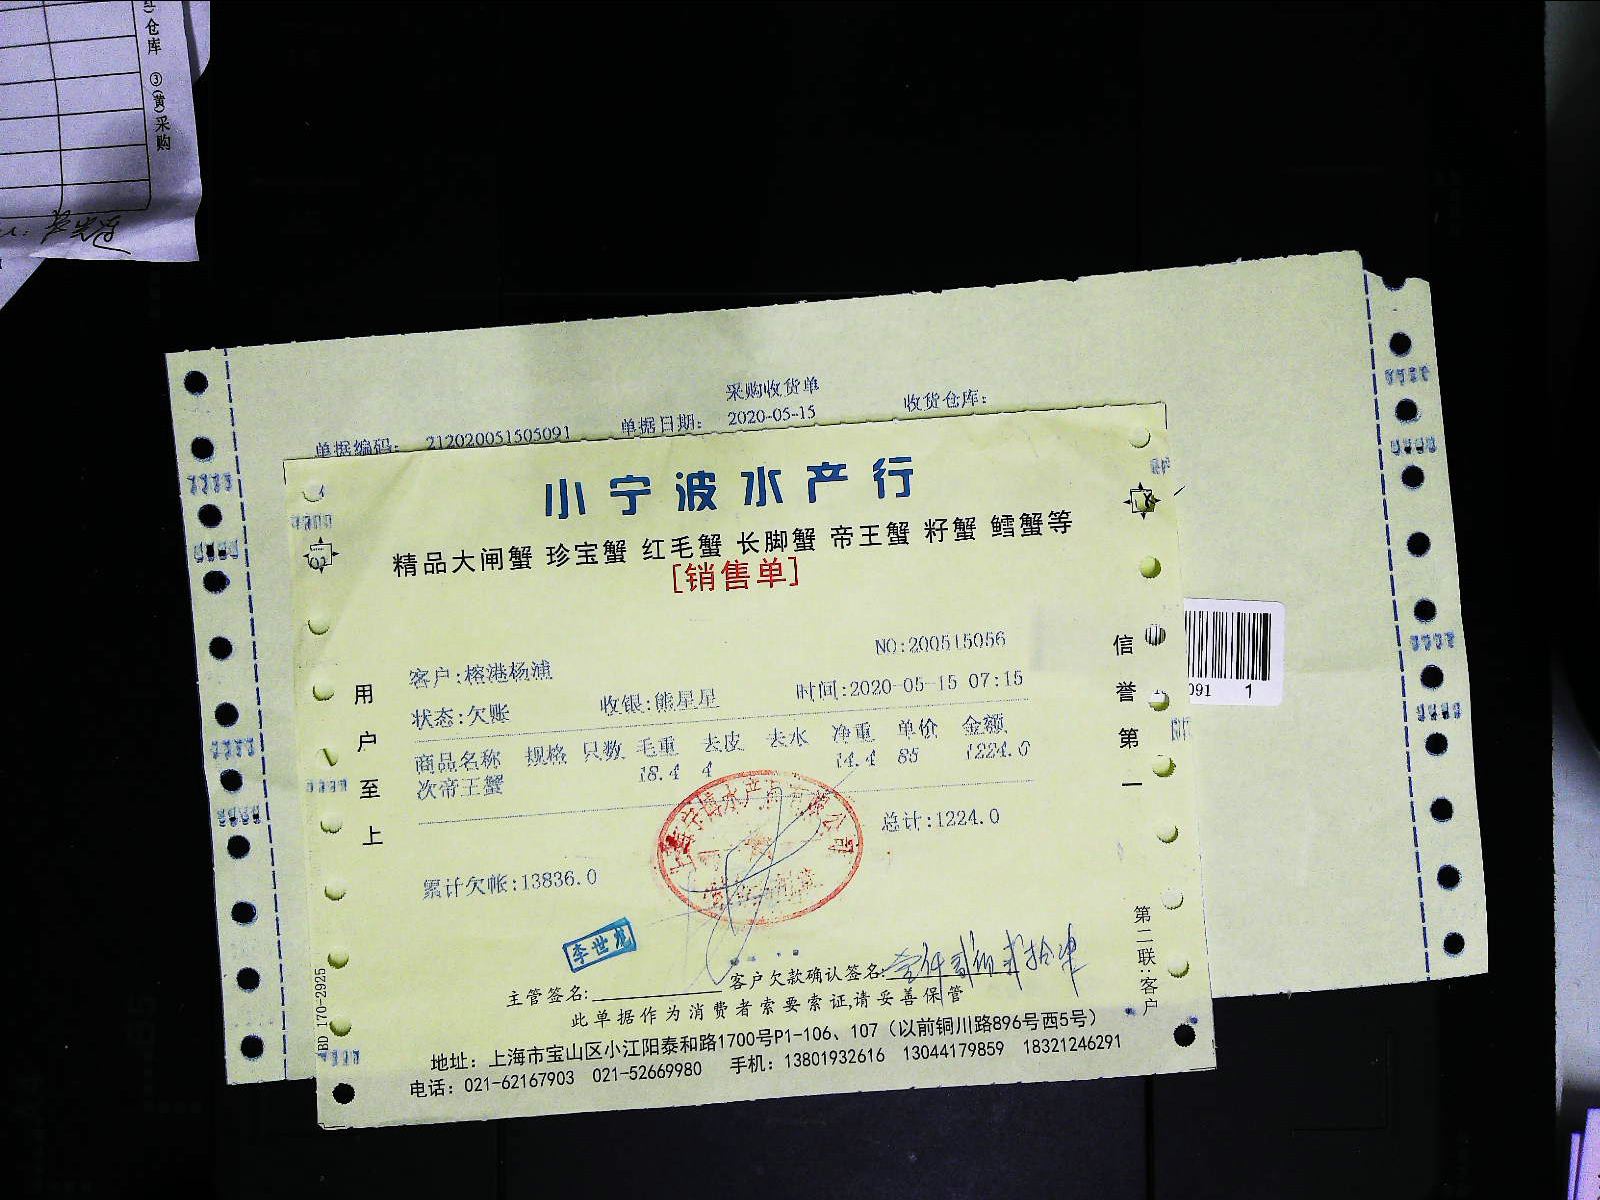 仓库 ③(黄)采购
采购收货单
单据编码: 212020051505091 单据日期: 2020-05-15 收货仓库:
小宁波水产行
精品大闸蟹 珍宝蟹 红毛蟹 长脚蟹 帝王蟹 籽蟹 鳕蟹等
[销售单]
NO:200515056
客户:榕港杨浦
状态:欠账 收银:熊星星 时间:2020-05-15 07:15
商品名称 规格 只数 毛重 去皮 去水 净重 单价 金额
次帝王蟹 18.4 4 14.4 85 1224.0
总计:1224.0
累计欠帐:13836.0
用户至上
信誉第一
第二联:客户
091 1
李世龙
主管签名: 客户欠款确认签名:
此单据作为消费者索要索证,请妥善保管
地址: 上海市宝山区小江阳泰和路1700号P1-106、107 (以前铜川路896号西5号)
电话: 021-62167903 021-52669980 手机: 13801932616 13044179859 18321246291
BD 170-2925